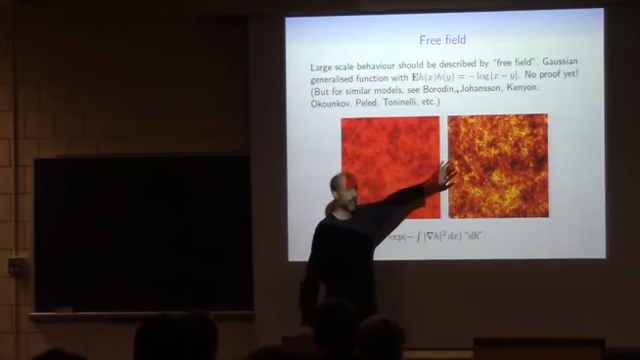 Free field
Large scale behaviour should be described by "free field", Gaussian
generalised function with Eh(x)h(y) = −log|x − y|. No proof yet!
(But for similar models, see Borodin, Johansson, Kenyon,
Okounkov, Peled, Toninelli, etc.)
exp(− ∫ |∇h|² dx) "dh"